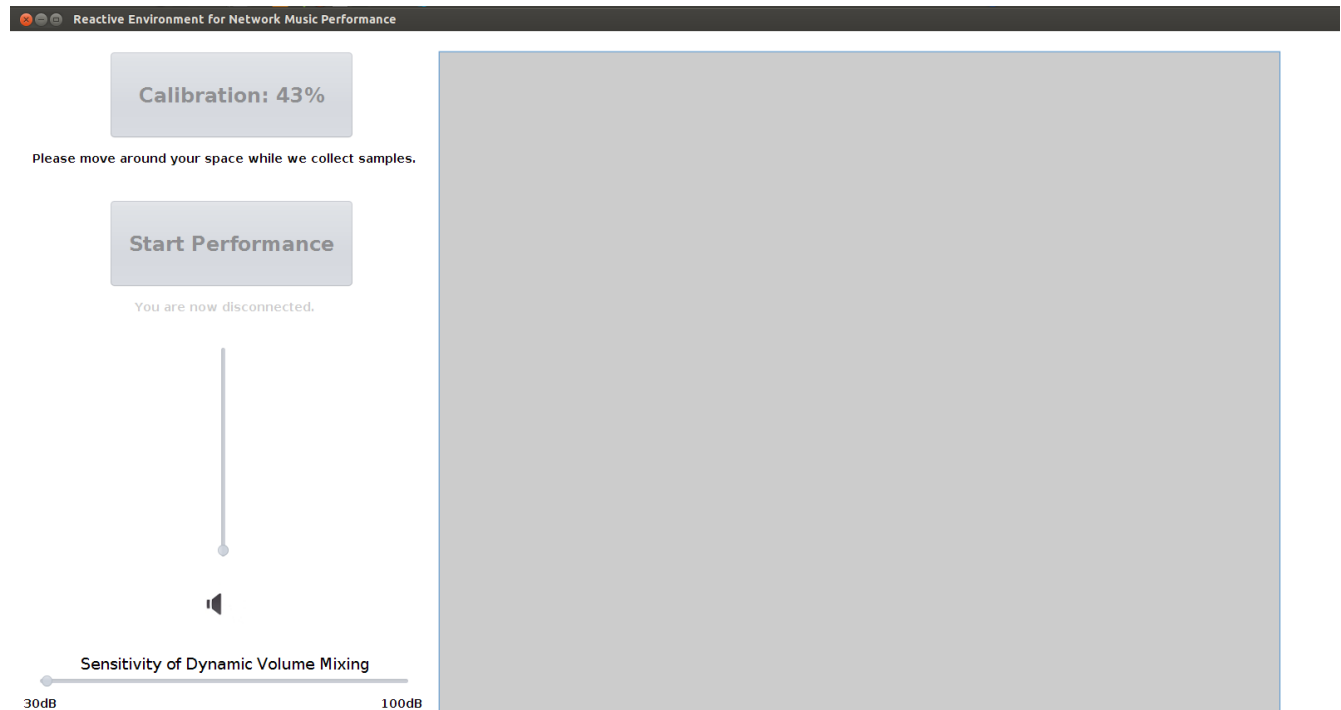 Reactive Environment for Network Music Performance
Calibration: 43%
Please move around your space while we collect samples.
Start Performance
You are now disconnected.
Sensitivity of Dynamic Volume Mixing
30dB 100dB